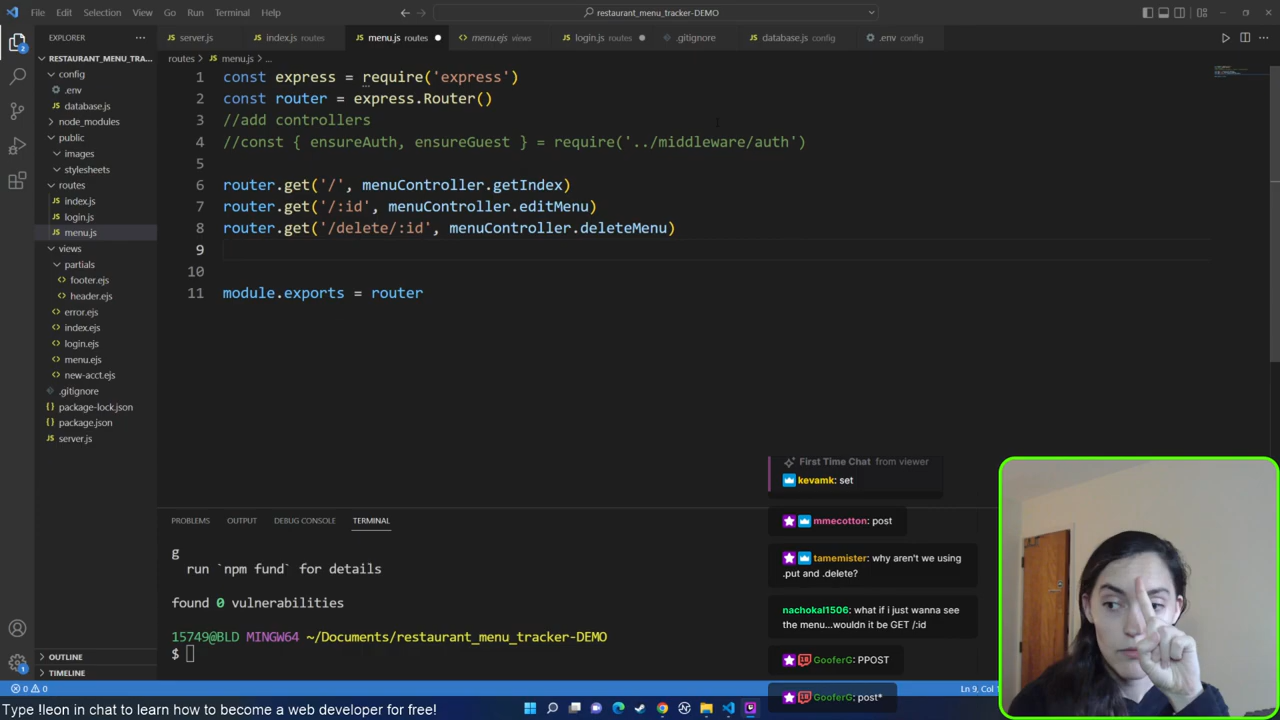 File Edit Selection View Go Run Terminal Help
restaurant_menu_tracker-DEMO
EXPLORER
server.js
index.js routes
menu.js routes
menu.ejs views
login.js routes
.gitignore
database.js config
.env config
routes > menu.js > ...
RESTAURANT_MENU_TRA...
config
.env
database.js
node_modules
public
images
stylesheets
routes
index.js
login.js
menu.js
views
partials
footer.ejs
header.ejs
error.ejs
index.ejs
login.ejs
menu.ejs
new-acct.ejs
.gitignore
package-lock.json
package.json
server.js
OUTLINE
TIMELINE
1 const express = require('express')
2 const router = express.Router()
3 //add controllers
4 //const { ensureAuth, ensureGuest } = require('../middleware/auth')
5
6 router.get('/', menuController.getIndex)
7 router.get('/:id', menuController.editMenu)
8 router.get('/delete/:id', menuController.deleteMenu)
9
10
11 module.exports = router
PROBLEMS OUTPUT DEBUG CONSOLE TERMINAL
g
run `npm fund` for details
found 0 vulnerabilities
15749@BLD MINGW64 ~/Documents/restaurant_menu_tracker-DEMO
$
First Time Chat from viewer
kevamk: set
mmecotton: post
tamemister: why aren't we using
.put and .delete?
nachokal1506: what if i just wanna see
the menu...wouldn it be GET /:id
GooferG: PPOST
GooferG: post*
0 0
Ln 9, Col 1
Type !leon in chat to learn how to become a web developer for free!